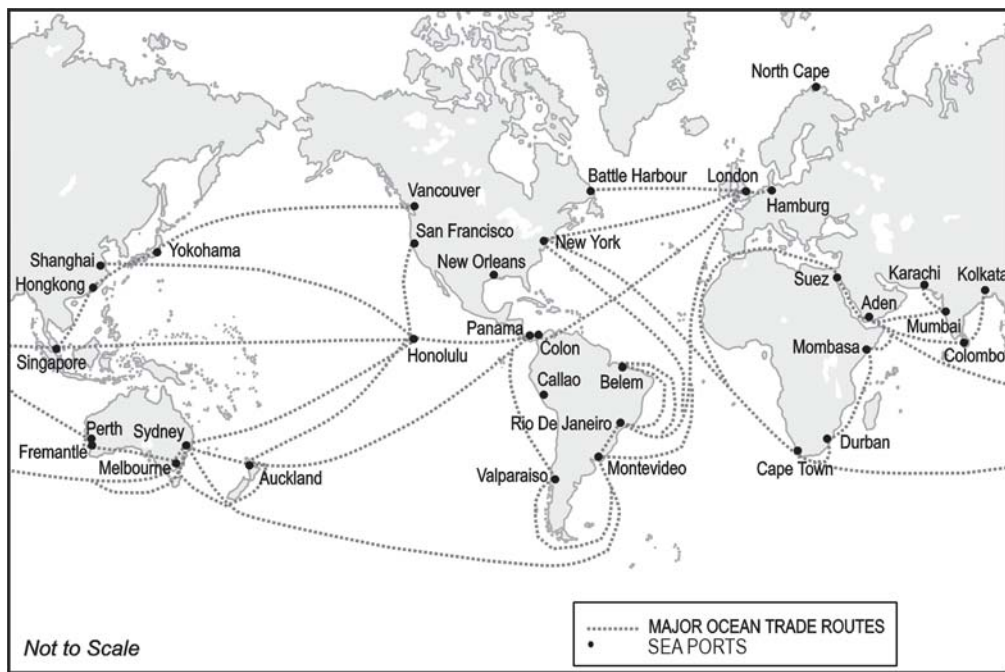 North Cape
Battle Harbour
London
Hamburg
Vancouver
San Francisco
New York
Yokohama
Shanghai
New Orleans
Hongkong
Suez
Karachi
Kolkata
Aden
Mumbai
Panama
Colon
Singapore
Honolulu
Mombasa
Colombo
Callao
Belem
Perth
Sydney
Rio De Janeiro
Durban
Fremantle
Melbourne
Auckland
Valparaiso
Montevideo
Cape Town
MAJOR OCEAN TRADE ROUTES
SEA PORTS
Not to Scale